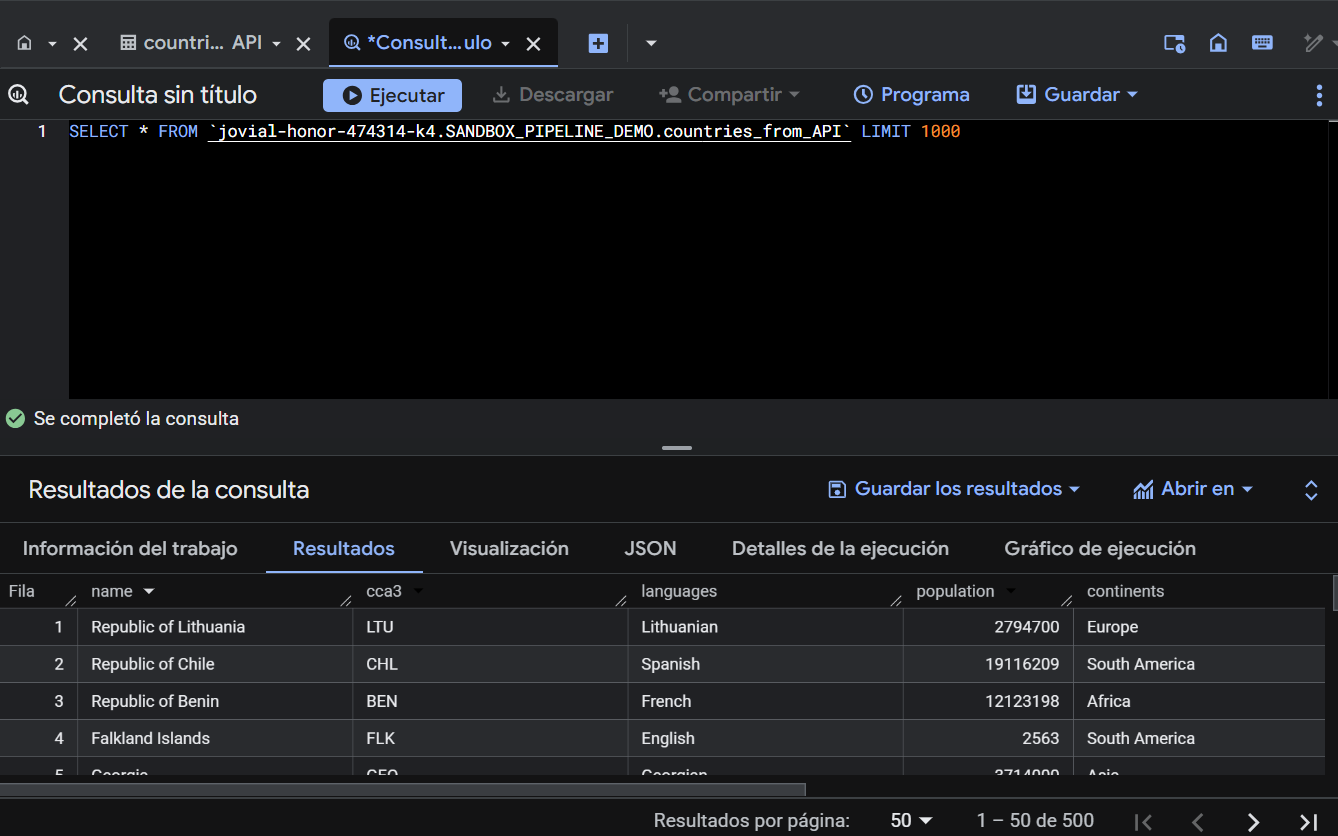 countri... API
*Consult...ulo
Consulta sin título
Ejecutar
Descargar
Compartir
Programa
Guardar
1 SELECT * FROM `jovial-honor-474314-k4.SANDBOX_PIPELINE_DEMO.countries_from_API` LIMIT 1000
Se completó la consulta
Resultados de la consulta
Guardar los resultados
Abrir en
Información del trabajo Resultados Visualización JSON Detalles de la ejecución Gráfico de ejecución
Fila name cca3 languages population continents
1 Republic of Lithuania LTU Lithuanian 2794700 Europe
2 Republic of Chile CHL Spanish 19116209 South America
3 Republic of Benin BEN French 12123198 Africa
4 Falkland Islands FLK English 2563 South America
5 Georgia GEO Georgian 3714000 Asia
Resultados por página: 50 1 – 50 de 500